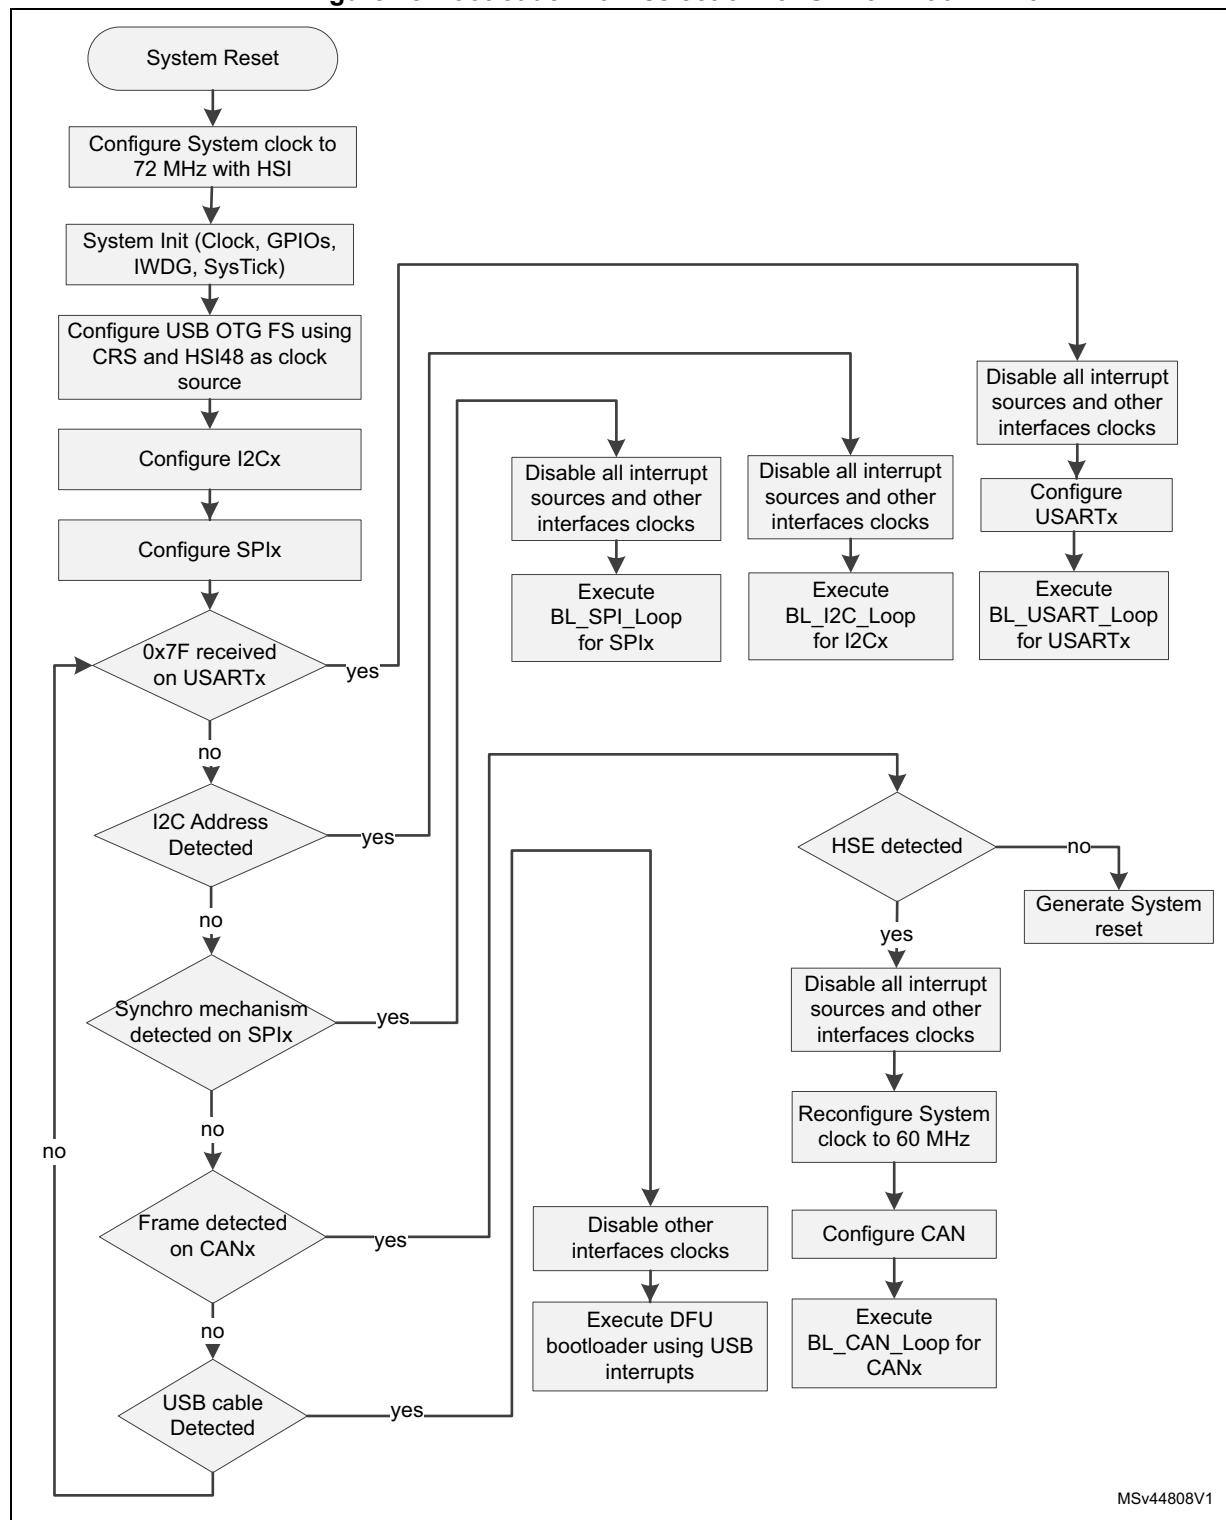 System Reset
Configure System clock to
72 MHz with HSI
System Init (Clock, GPIOs,
IWDG, SysTick)
Configure USB OTG FS using
CRS and HSI48 as clock
source
Configure I2Cx
Configure SPIx
0x7F received
on USARTx
yes
no
I2C Address
Detected
yes
no
Synchro mechanism
detected on SPIx
yes
no
Frame detected
on CANx
yes
no
USB cable
Detected
yes
no
Disable all interrupt
sources and other
interfaces clocks
Execute
BL_SPI_Loop
for SPIx
Disable all interrupt
sources and other
interfaces clocks
Execute
BL_I2C_Loop
for I2Cx
Disable all interrupt
sources and other
interfaces clocks
Configure
USARTx
Execute
BL_USART_Loop
for USARTx
HSE detected
no
Generate System
reset
yes
Disable all interrupt
sources and other
interfaces clocks
Reconfigure System
clock to 60 MHz
Configure CAN
Execute
BL_CAN_Loop for
CANx
Disable other
interfaces clocks
Execute DFU
bootloader using USB
interrupts
MSv44808V1